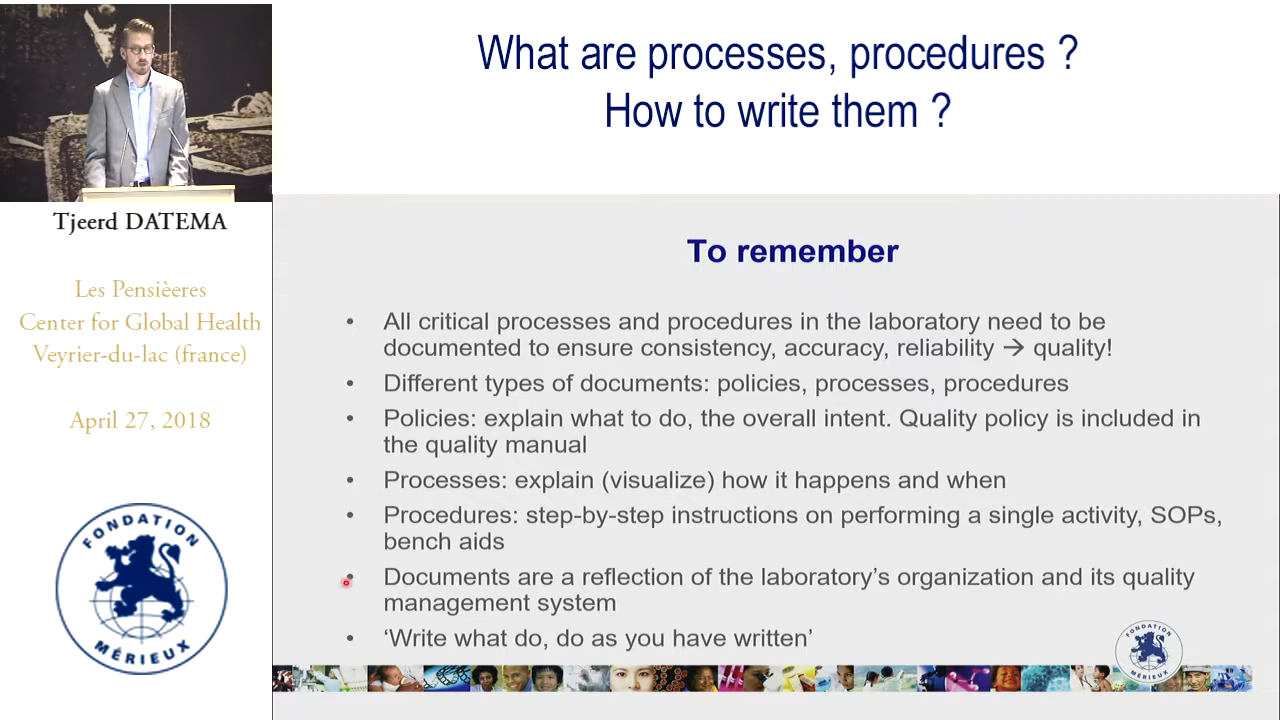 What are processes, procedures ?
How to write them ?
Tjeerd DATEMA
Les Pensièeres
Center for Global Health
Veyrier-du-lac (france)
April 27, 2018
FONDATION
MÉRIEUX
To remember
• All critical processes and procedures in the laboratory need to be
documented to ensure consistency, accuracy, reliability → quality!
• Different types of documents: policies, processes, procedures
• Policies: explain what to do, the overall intent. Quality policy is included in
the quality manual
• Processes: explain (visualize) how it happens and when
• Procedures: step-by-step instructions on performing a single activity, SOPs,
bench aids
• Documents are a reflection of the laboratory’s organization and its quality
management system
• ‘Write what do, do as you have written’
FONDATION
MÉRIEUX